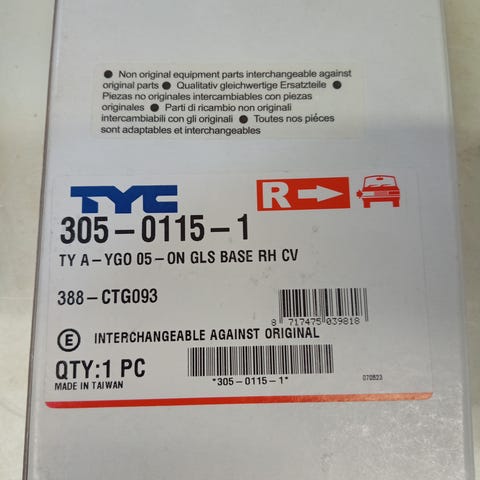 ● Non original equipment parts interchangeable against
original parts ● Qualitativ gleichwertige Ersatzteile ●
Piezas no originales intercambiables con piezas
originales ● Parti di ricambio non originali
intercambiabili con gli originali ● Toutes nos piéces
sont adaptables et interchangeables
TYC
R
305-0115-1
TY A-YGO 05-ON GLS BASE RH CV
388-CTG093
8 717475 039818
E INTERCHANGEABLE AGAINST ORIGINAL
QTY:1 PC
MADE IN TAIWAN
*305-0115-1*
070823